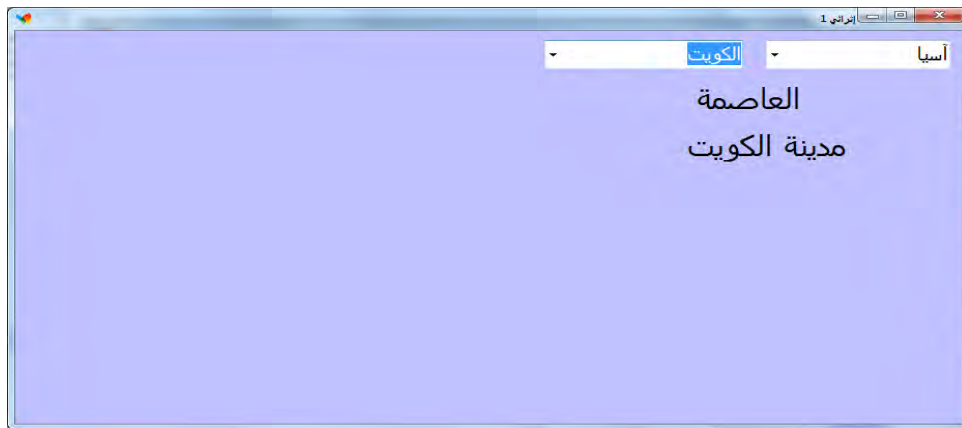 إثرائي 1
آسيا الكويت
العاصمة
مدينة الكويت